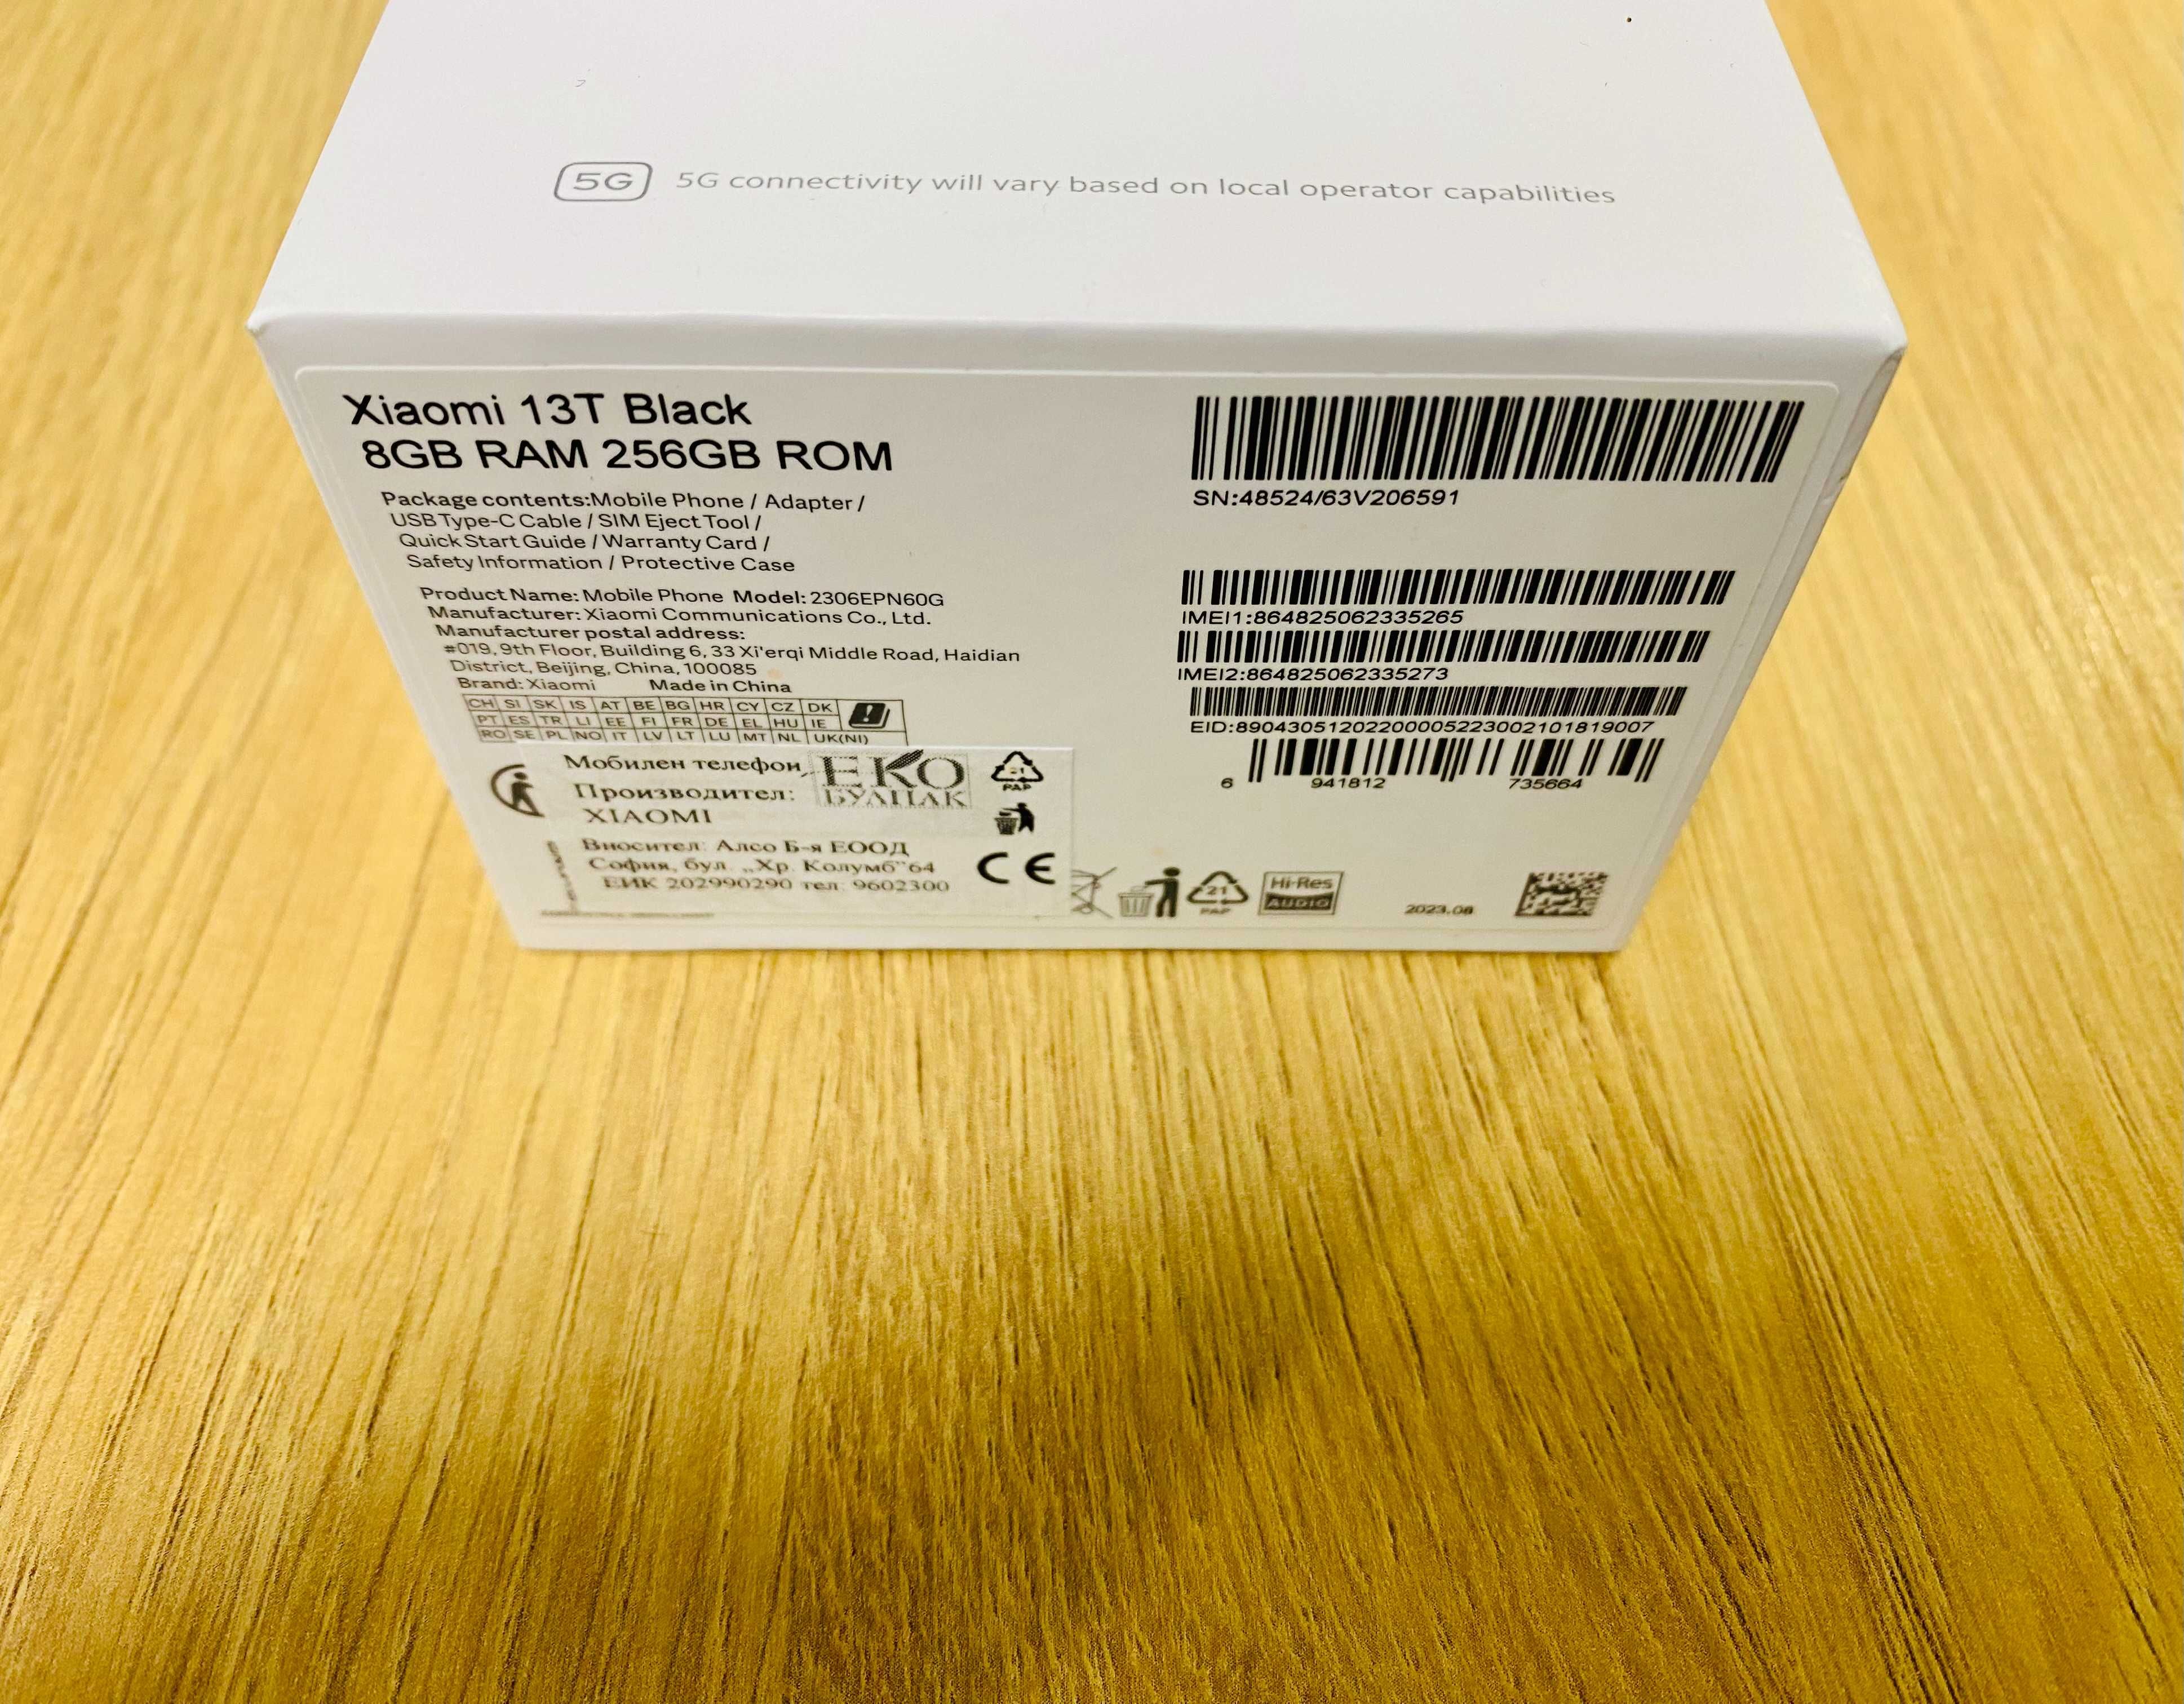 5G 5G connectivity will vary based on local operator capabilities
Xiaomi 13T Black
8GB RAM 256GB ROM
Package contents:Mobile Phone / Adapter /
USB Type-C Cable / SIM Eject Tool /
Quick Start Guide / Warranty Card /
Safety Information / Protective Case
Product Name: Mobile Phone Model: 2306EPN60G
Manufacturer: Xiaomi Communications Co., Ltd.
Manufacturer postal address:
#019, 9th Floor, Building 6, 33 Xi'erqi Middle Road, Haidian
District, Beijing, China, 100085
Brand: Xiaomi Made in China
CH SI SK IS AT BE BG HR CY CZ DK
PT ES TR LI EE FI FR DE EL HU IE
RO SE PL NO IT LV LT LU MT NL UK(NI)
Мобилен телефон,
Производител:
XIAOMI
ЕКО
БУЛПАК
21
PAP
Вносител: Алсо Б-я ЕООД
София, бул. „Хр. Колумб“ 64
ЕИК 202990290 тел. 9602300
CE
SN:48524/63V206591
IMEI1:864825062335265
IMEI2:864825062335273
EID:89043051202200005223002101819007
6 941812 735664
21
PAP
Hi-Res
AUDIO
2023.08